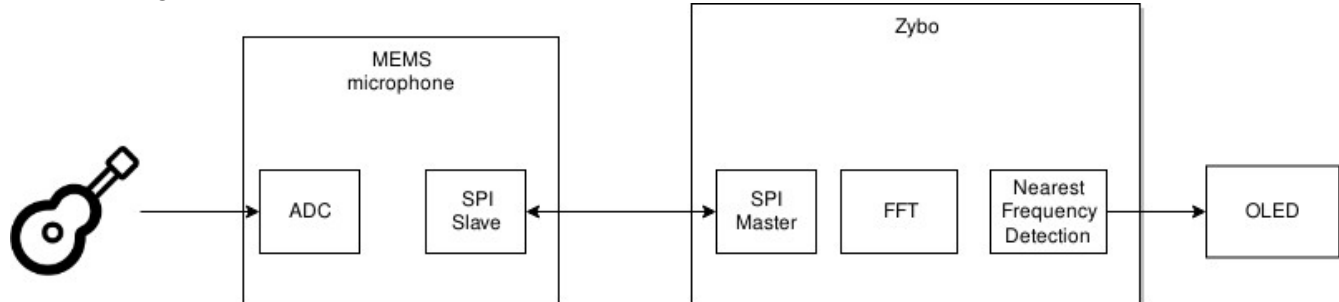 MEMS
microphone
Zybo
ADC
SPI
Slave
SPI
Master
FFT
Nearest
Frequency
Detection
OLED